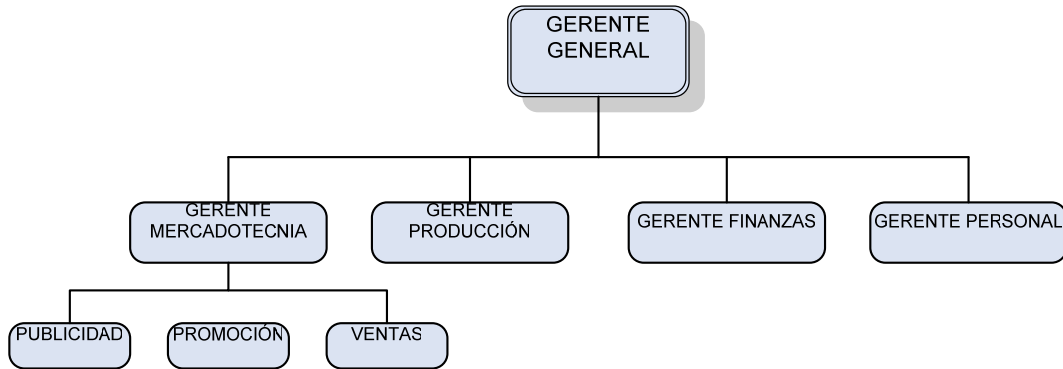 GERENTE
GENERAL
GERENTE
MERCADOTECNIA
GERENTE
PRODUCCIÓN
GERENTE FINANZAS
GERENTE PERSONAL
PUBLICIDAD
PROMOCIÓN
VENTAS